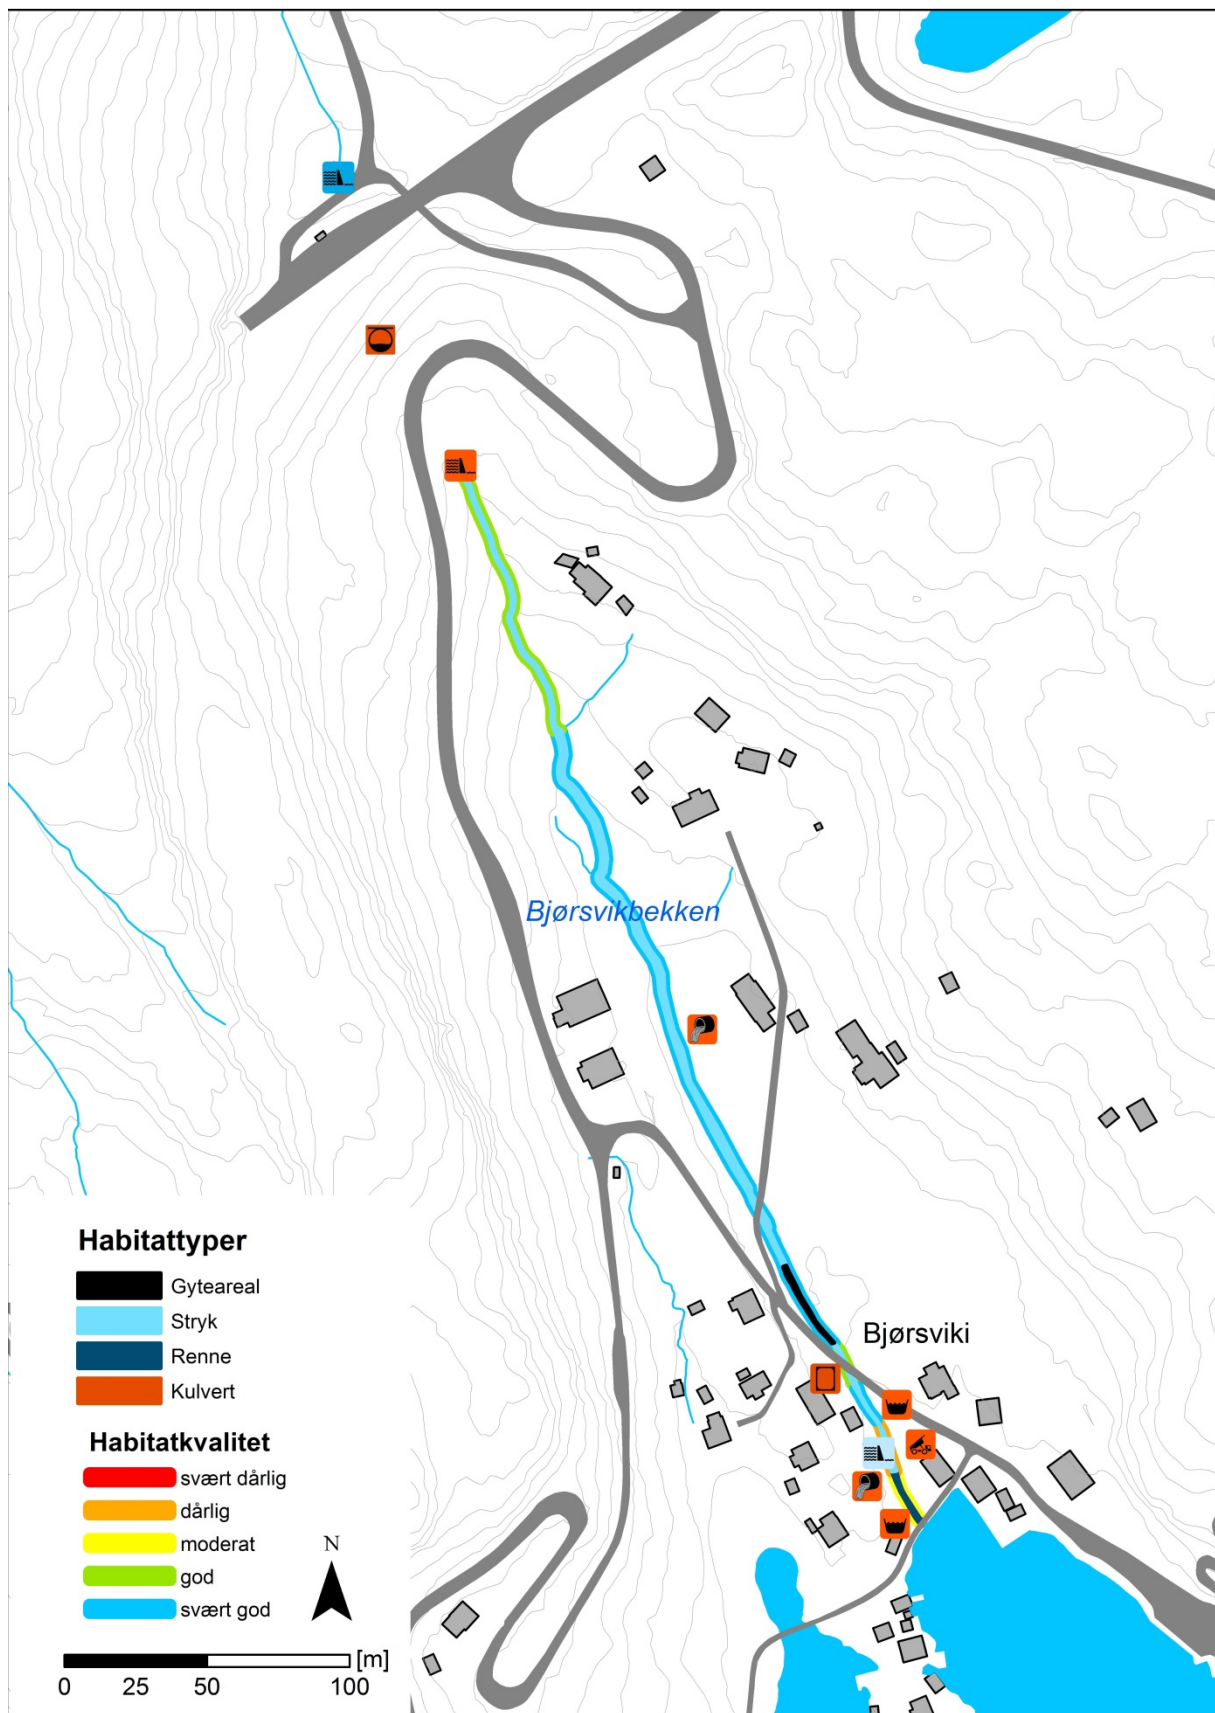 Bjørsvikbekken
Bjørsviki
Habitattyper
Gyteareal
Stryk
Renne
Kulvert
Habitatkvalitet
svært dårlig
dårlig
moderat
god
svært god
N
[m]
0 25 50 100